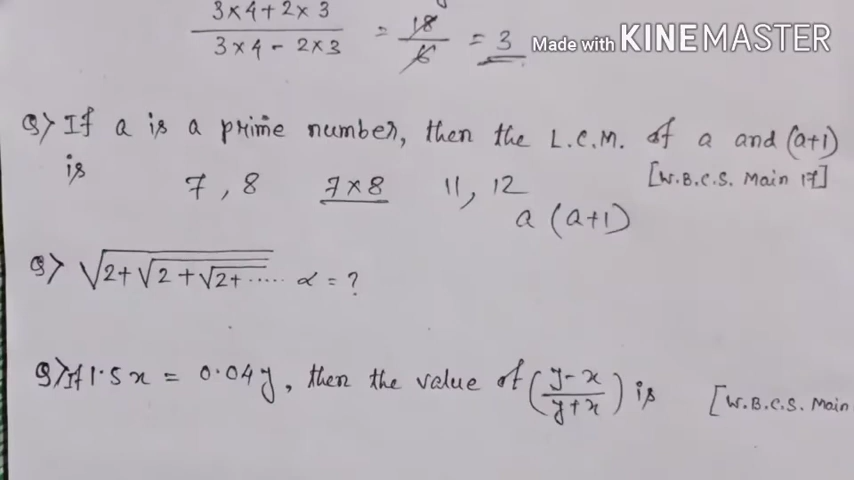 3×4+2×3 / 3×4-2×3 = 18/6 = 3
Made with KINEMASTER
Q> If a is a prime number, then the L.C.M. of a and (a+1)
is
[W.B.C.S. Main 17]
7, 8 7×8 11, 12
a (a+1)
Q> √2+√2+√2+..... ∝ = ?
Q> If 1.5x = 0.04y, then the value of (y-x / y+x) is
[W.B.C.S. Main